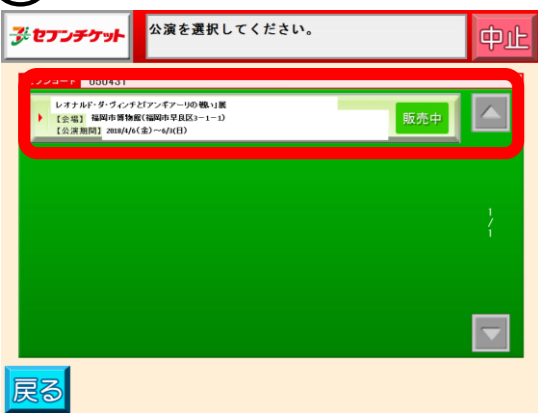 セブンチケット
公演を選択してください。
中止
050431
レオナルド・ダ・ヴィンチと「アンギアーリの戦い」展
【会場】 福岡市博物館(福岡市早良区3-1-1)
【公演期間】 2018/4/6(金)~6/3(日)
販売中
1/1
戻る